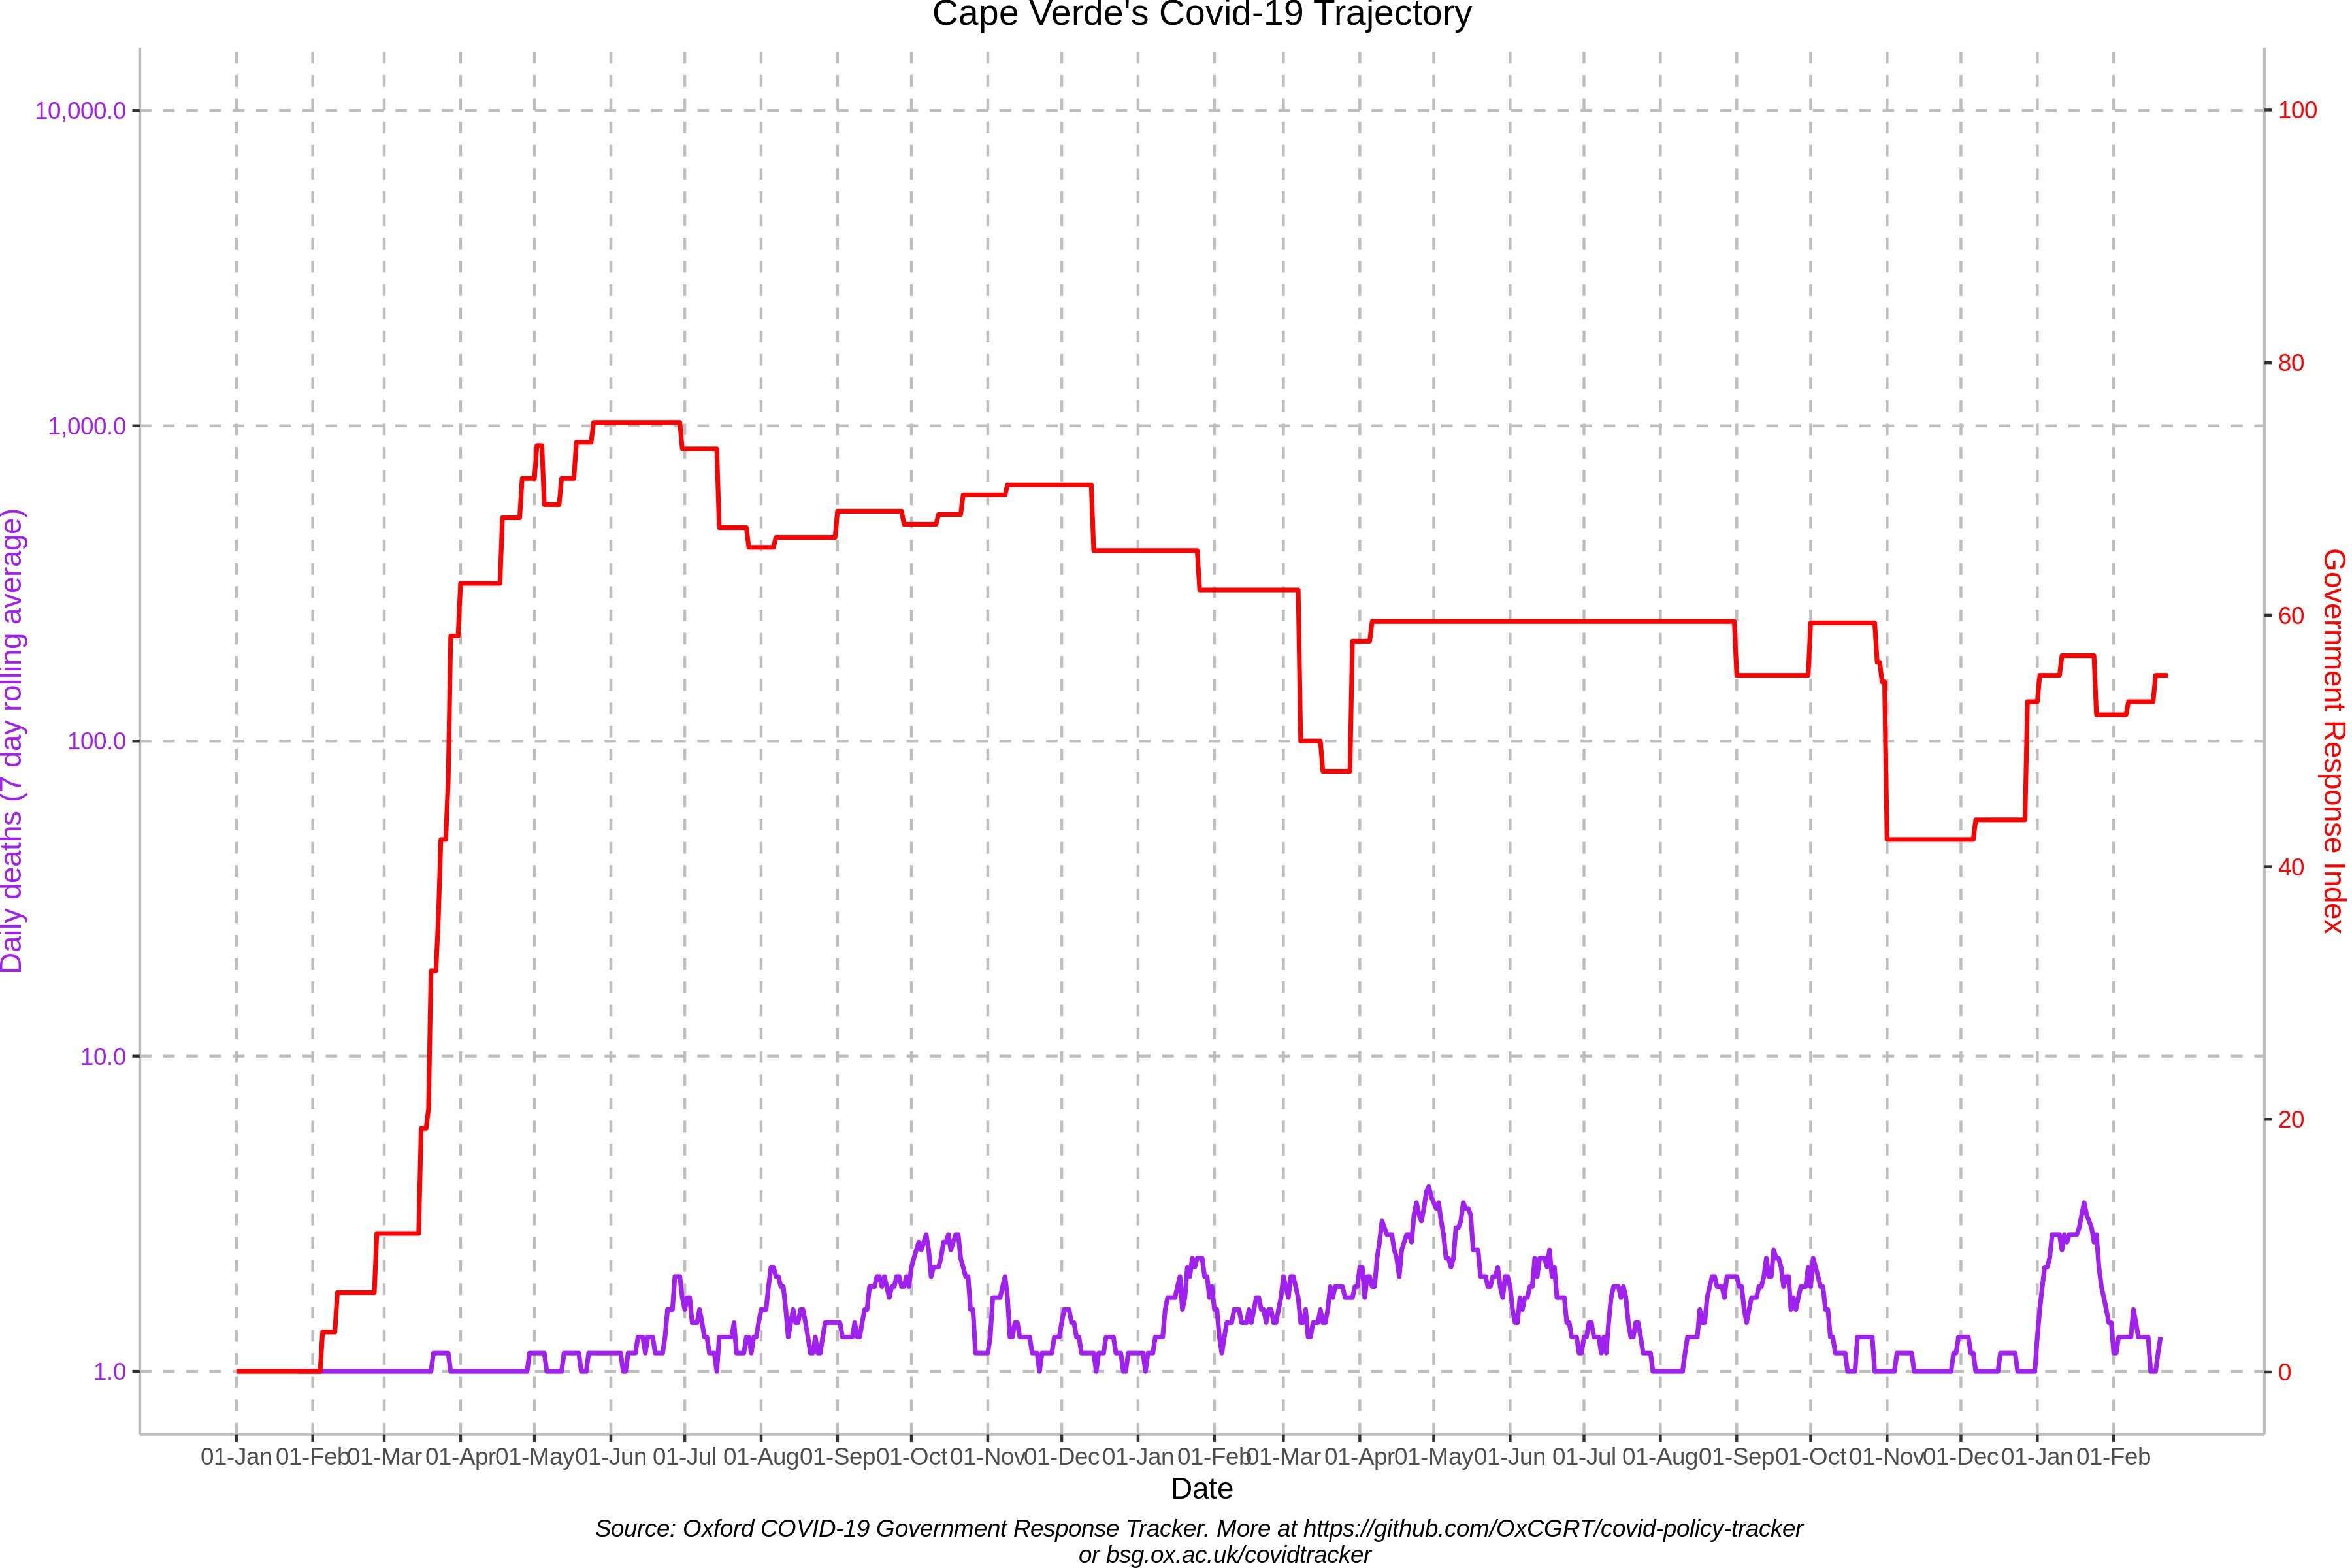 Cape Verde's Covid-19 Trajectory
10,000.0
1,000.0
100.0
10.0
1.0
Daily deaths (7 day rolling average)
100
80
60
40
20
0
Government Response Index
01-Jan 01-Feb 01-Mar 01-Apr 01-May 01-Jun 01-Jul 01-Aug 01-Sep 01-Oct 01-Nov 01-Dec 01-Jan 01-Feb 01-Mar 01-Apr 01-May 01-Jun 01-Jul 01-Aug 01-Sep 01-Oct 01-Nov 01-Dec 01-Jan 01-Feb
Date
Source: Oxford COVID-19 Government Response Tracker. More at https://github.com/OxCGRT/covid-policy-tracker
or bsg.ox.ac.uk/covidtracker